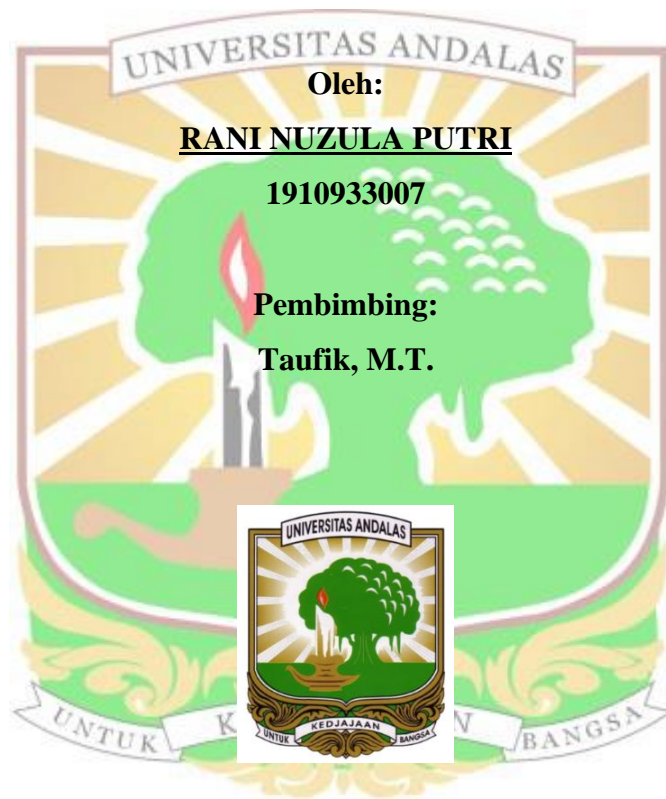 UNIVERSITAS ANDALAS
Oleh:
RANI NUZULA PUTRI
1910933007
Pembimbing:
Taufik, M.T.
UNIVERSITAS ANDALAS
UNTUK K N BANGSA
UNTUK KEDJAJAAN BANGSA